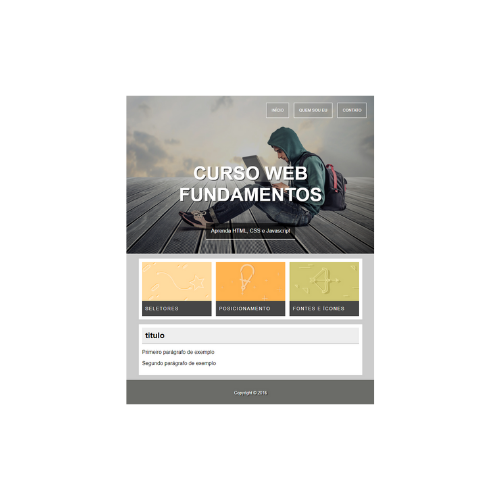 INÍCIO
QUEM SOU EU
CONTATO
CURSO WEB
FUNDAMENTOS
Aprenda HTML, CSS e Javascript
SELETORES
POSICIONAMENTO
FONTES E ÍCONES
título
Primeiro parágrafo de exemplo
Segundo parágrafo de exemplo
Copyright © 2018